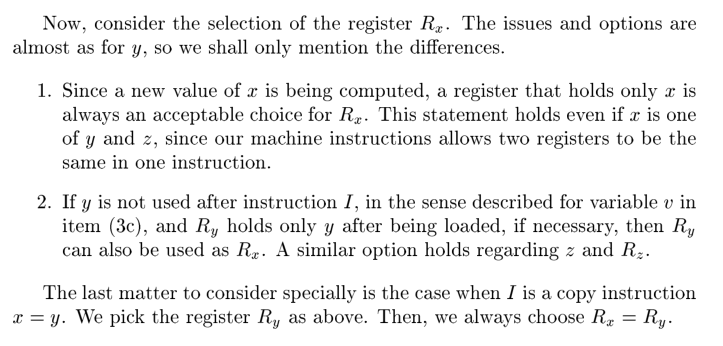 Now, consider the selection of the register Rₓ. The issues and options are
almost as for y, so we shall only mention the differences.
1. Since a new value of x is being computed, a register that holds only x is
always an acceptable choice for Rₓ. This statement holds even if x is one
of y and z, since our machine instructions allows two registers to be the
same in one instruction.
2. If y is not used after instruction I, in the sense described for variable v in
item (3c), and R_y holds only y after being loaded, if necessary, then R_y
can also be used as Rₓ. A similar option holds regarding z and R_z.
The last matter to consider specially is the case when I is a copy instruction
x = y. We pick the register R_y as above. Then, we always choose Rₓ = R_y.